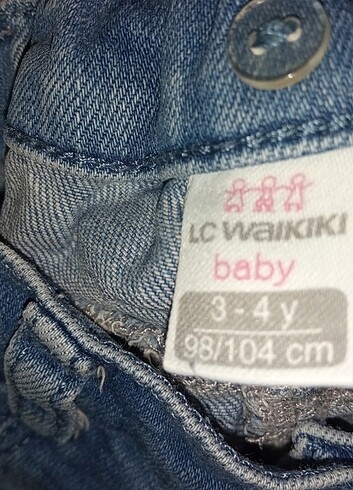 LC WAIKIKI
baby
3 - 4 y
98/104 cm